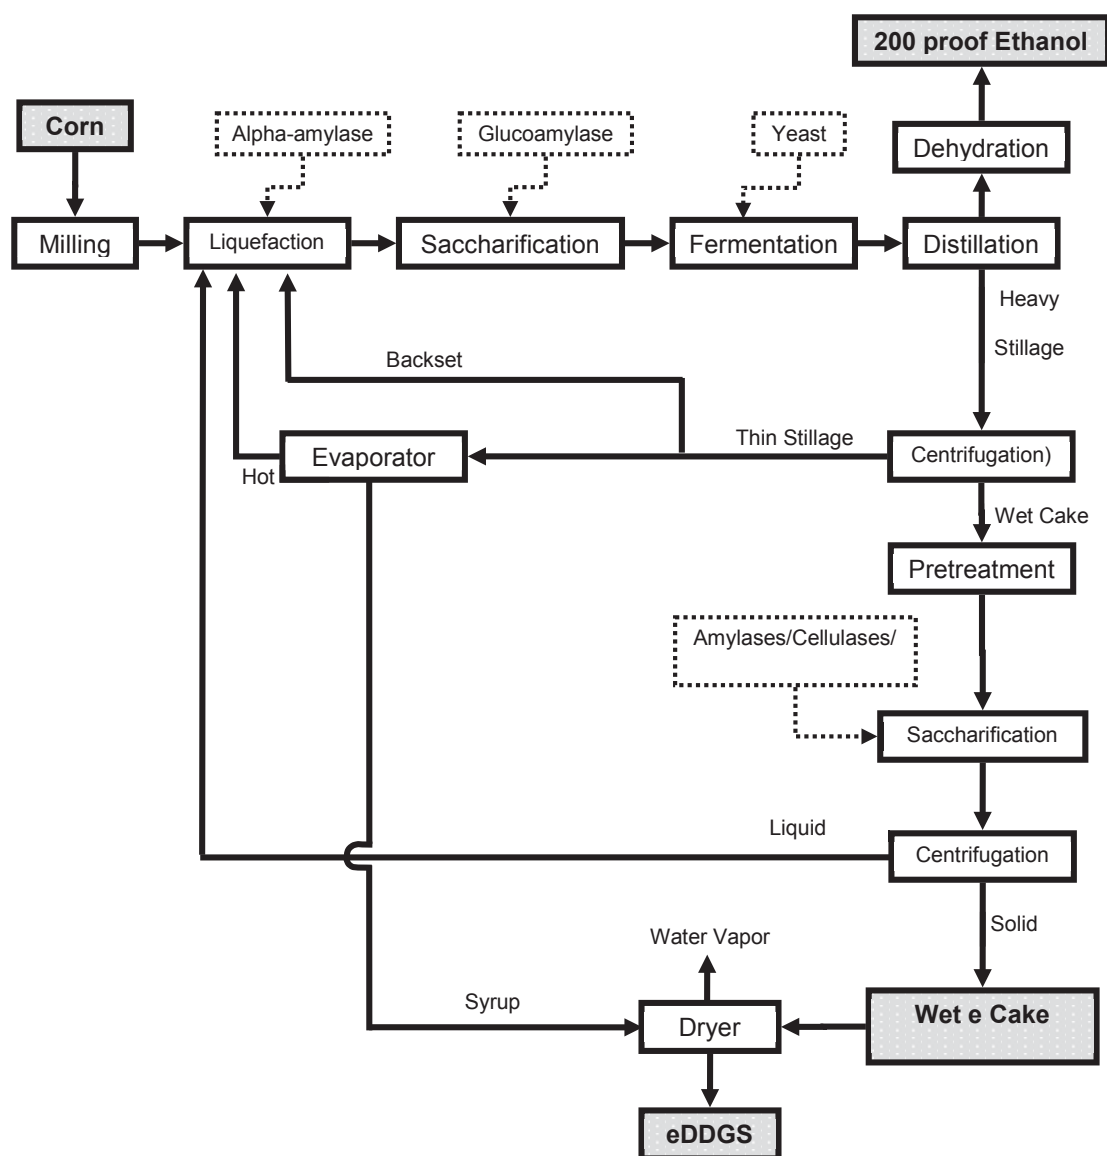 200 proof Ethanol
Corn
Alpha-amylase
Glucoamylase
Yeast
Dehydration
Milling
Liquefaction
Saccharification
Fermentation
Distillation
Heavy
Stillage
Backset
Thin Stillage
Evaporator
Centrifugation)
Hot
Wet Cake
Pretreatment
Amylases/Cellulases/
Saccharification
Liquid
Centrifugation
Solid
Water Vapor
Syrup
Wet e Cake
Dryer
eDDGS